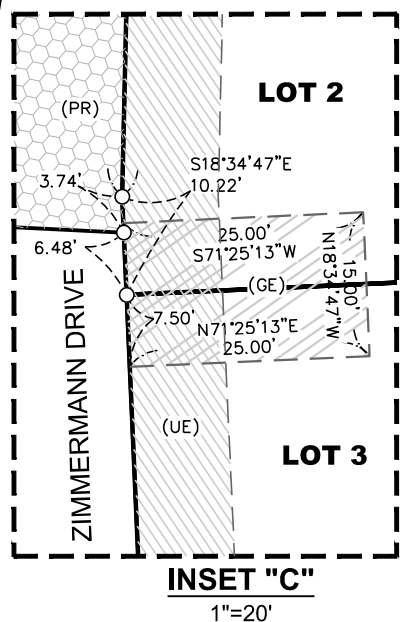 LOT 2
(PR)
S18°34'47"E
10.22'
3.74'
25.00'
S71°25'13"W
6.48'
(GE)
15.00'
N18°34'47"W
7.50'
N71°25'13"E
25.00'
ZIMMERMANN DRIVE
(UE)
LOT 3
INSET "C"
1"=20'